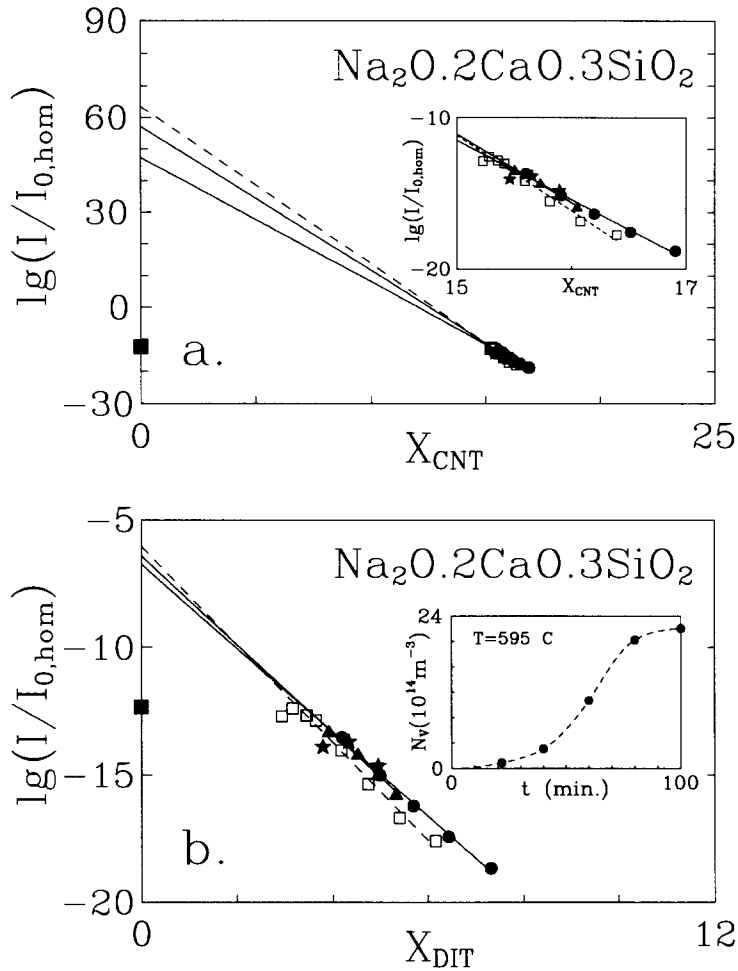 90
60
30
0
−30
lg(I/I0,hom)
Na2O.2CaO.3SiO2
−10
−20
lg(I/I0,hom)
15
17
XCNT
a.
0
25
XCNT
−5
−10
−15
−20
lg(I/I0,hom)
Na2O.2CaO.3SiO2
24
0
Nv(10^14m^−3)
T=595 C
0
100
t (min.)
b.
0
12
XDIT